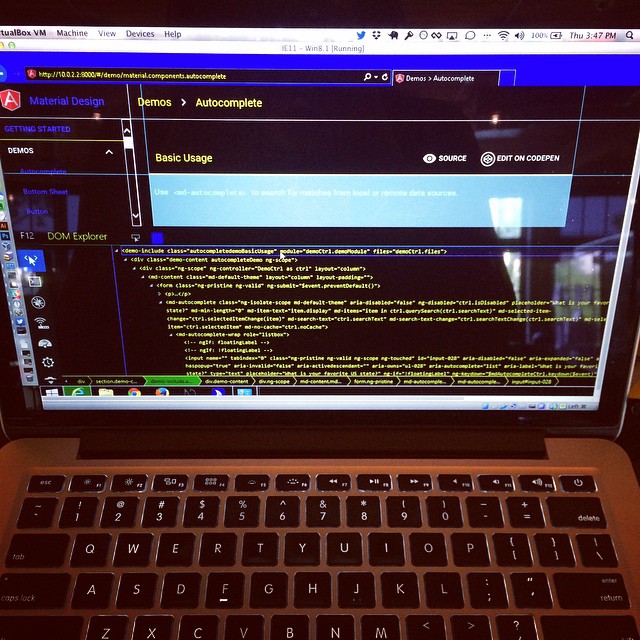 tualBox VM Machine View Devices Help 100% Thu 3:47 PM
IE11 - Win8.1 [Running]
http://10.0.2.2:8000/#/demo/material.components.autocomplete
Demos > Autocomplete
Material Design
Demos > Autocomplete
GETTING STARTED
DEMOS
Autocomplete
Bottom Sheet
Button
Basic Usage
SOURCE
EDIT ON CODEPEN
Use <md-autocomplete> to search for matches from local or remote data sources.
F12 DOM Explorer
<demo-include class="autocompletedemoBasicUsage" module="demoCtrl.demoModule" files="demoCtrl.files">
<div class="demo-content autocompleteDemo ng-scope">
<div class="ng-scope" ng-controller="DemoCtrl as ctrl" layout="column">
<md-content class="md-default-theme" layout="column" layout-padding="">
<form class="ng-pristine ng-valid" ng-submit="$event.preventDefault()">
<p>…</p>
<md-autocomplete class="ng-isolate-scope md-default-theme" aria-disabled="false" ng-disabled="ctrl.isDisabled" placeholder="What is your favor
state?" md-min-length="0" md-item-text="item.display" md-items="item in ctrl.querySearch(ctrl.searchText)" md-selected-item-
change="ctrl.selectedItemChange(item)" md-search-text="ctrl.searchText" md-search-text-change="ctrl.searchTextChange(ctrl.searchText)" md-sele
item="ctrl.selectedItem" md-no-cache="ctrl.noCache">
<md-autocomplete-wrap role="listbox">
<!-- ngIf: floatingLabel -->
<!-- ngIf: !floatingLabel -->
<input name="" tabindex="0" class="ng-pristine ng-valid ng-scope ng-touched" id="input-028" aria-disabled="false" aria-expanded="false"
haspopup="true" aria-invalid="false" aria-activedescendant="" aria-owns="ul-028" aria-autocomplete="list" aria-label="What is your favor
state?" type="text" placeholder="What is your favorite US state?" ng-if="!floatingLabel" ng-keydown="$mdAutocompleteCtrl.keydown($event)"
div section.demo-c... div.demo-content div.ng-scope md-content.md... form.ng-pristine md-autocomple... md-autocomple... input#input-028
Left ⌘
esc F1 F2 F3 F4 F5 F6 F7 F8 F9 F10 F11 F12
~ ! @ # $ % ^ & * ( ) _ +
` 1 2 3 4 5 6 7 8 9 0 - = delete
tab Q W E R T Y U I O P { [ } ] | \
caps lock A S D F G H J K L : ; " ' enter return
Z X C V B N M < > ?